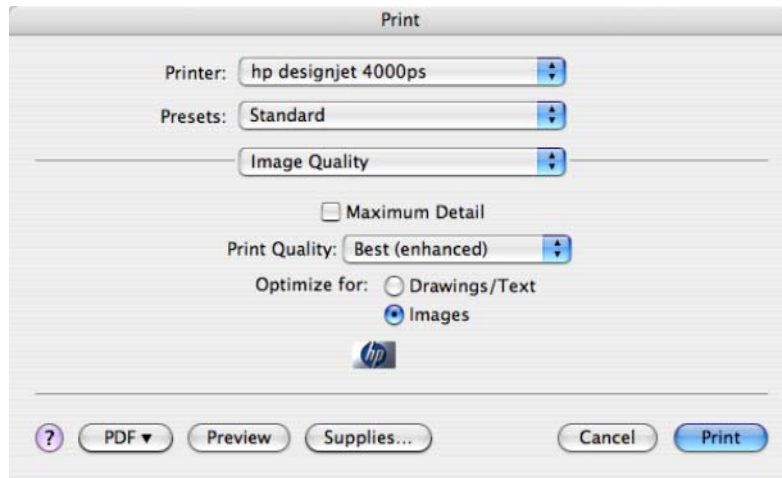 Print
Printer: hp designjet 4000ps
Presets: Standard
Image Quality
Maximum Detail
Print Quality: Best (enhanced)
Optimize for: Drawings/Text
Images
hp
? PDF▼ Preview Supplies... Cancel Print